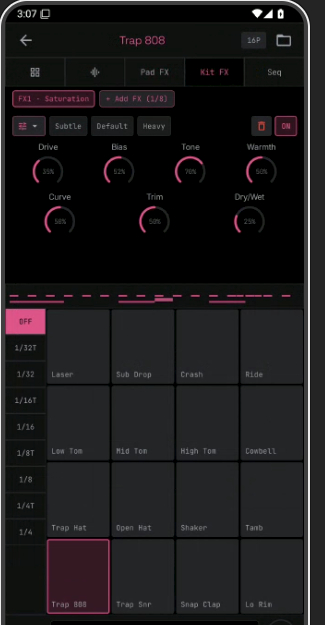 3:07
Trap 808
16P
Pad FX
Kit FX
Seq
FX1 - Saturation
+ Add FX (1/8)
Subtle
Default
Heavy
ON
Drive
Bias
Tone
Warmth
35%
52%
70%
50%
Curve
Trim
Dry/Wet
50%
50%
25%
OFF
1/32T
1/32
Laser
Sub Drop
Crash
Ride
1/16T
1/16
1/8T
Low Tom
Mid Tom
High Tom
Cowbell
1/8
1/4T
1/4
Trap Hat
Open Hat
Shaker
Tamb
Trap 808
Trap Snr
Snap Clap
Lo Rim